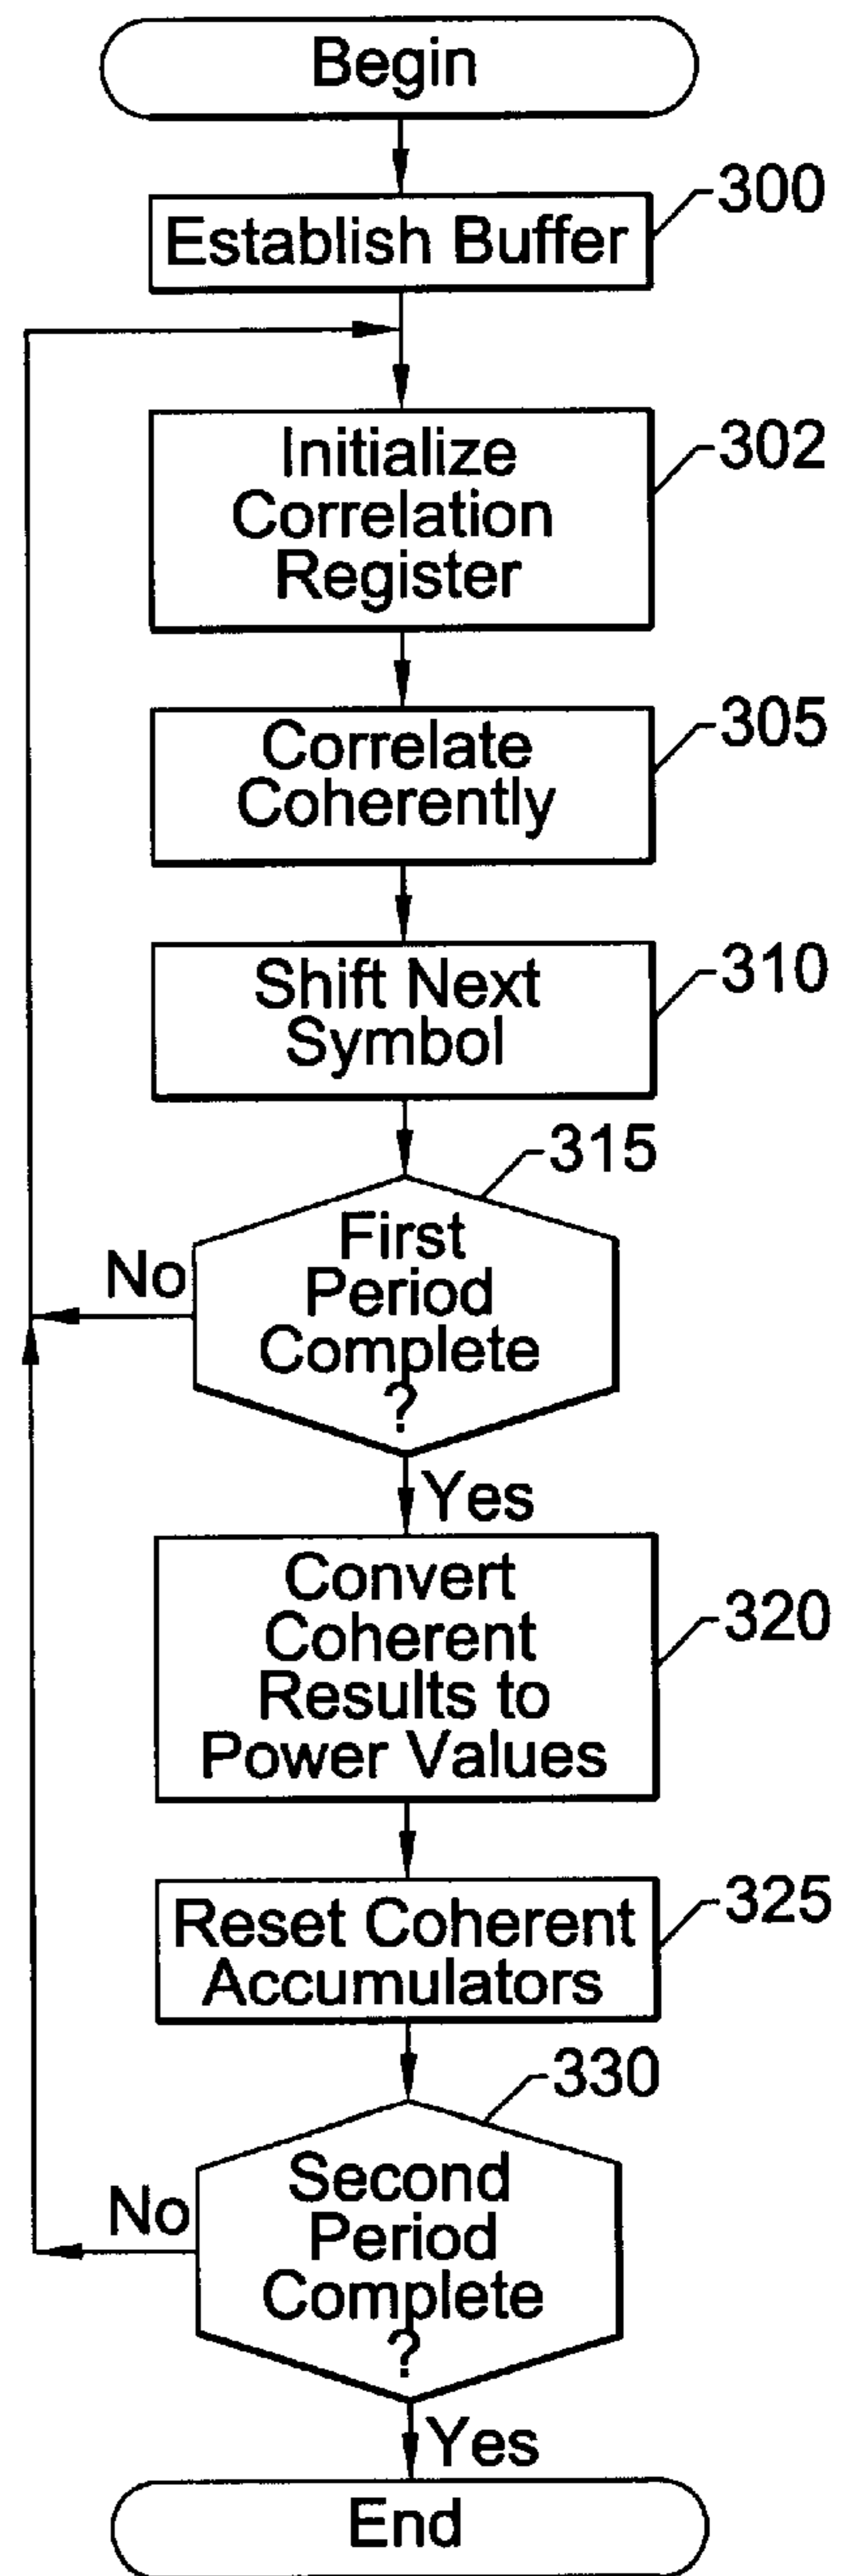 Begin
300
Establish Buffer
302
Initialize
Correlation
Register
305
Correlate
Coherently
310
Shift Next
Symbol
315
First
Period
Complete
?
No
Yes
Convert
Coherent
Results to
Power Values
320
325
Reset Coherent
Accumulators
330
Second
Period
Complete
?
No
Yes
End